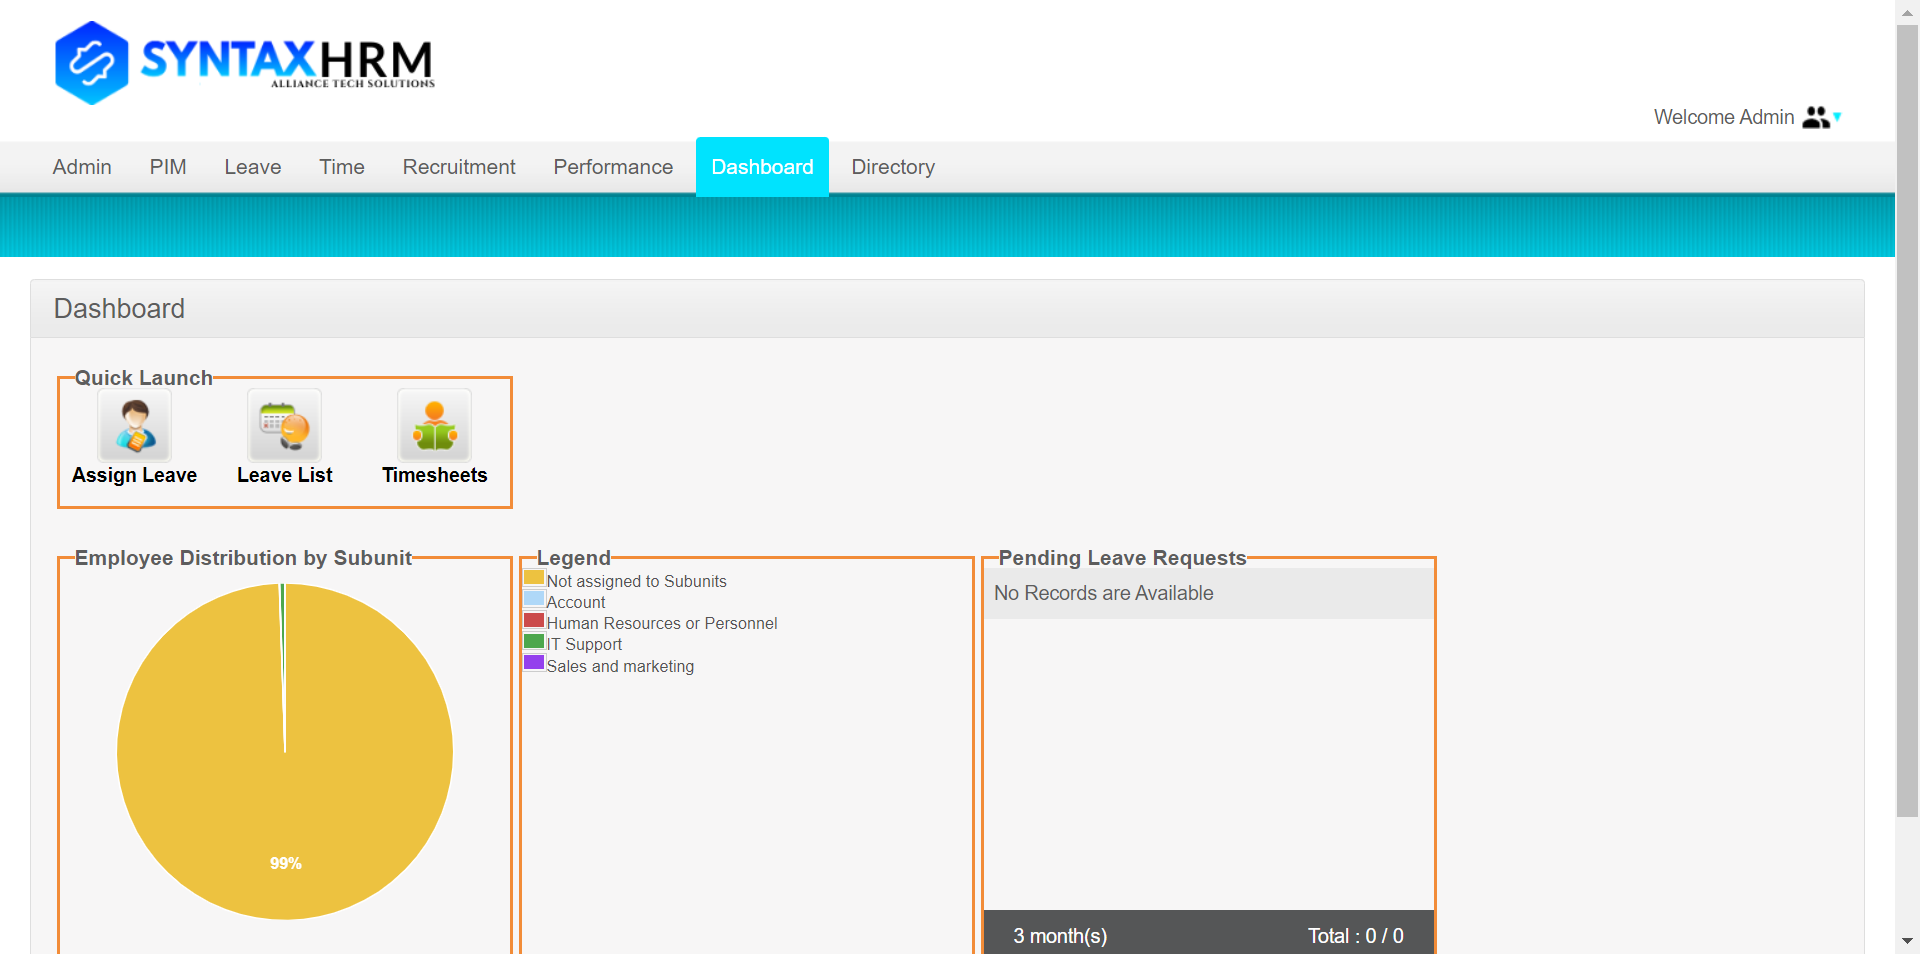 SYNTAXHRM
ALLIANCE TECH SOLUTIONS
Welcome Admin
Admin PIM Leave Time Recruitment Performance Dashboard Directory
Dashboard
Quick Launch
Assign Leave Leave List Timesheets
Employee Distribution by Subunit
99%
Legend
Not assigned to Subunits
Account
Human Resources or Personnel
IT Support
Sales and marketing
Pending Leave Requests
No Records are Available
3 month(s) Total : 0 / 0